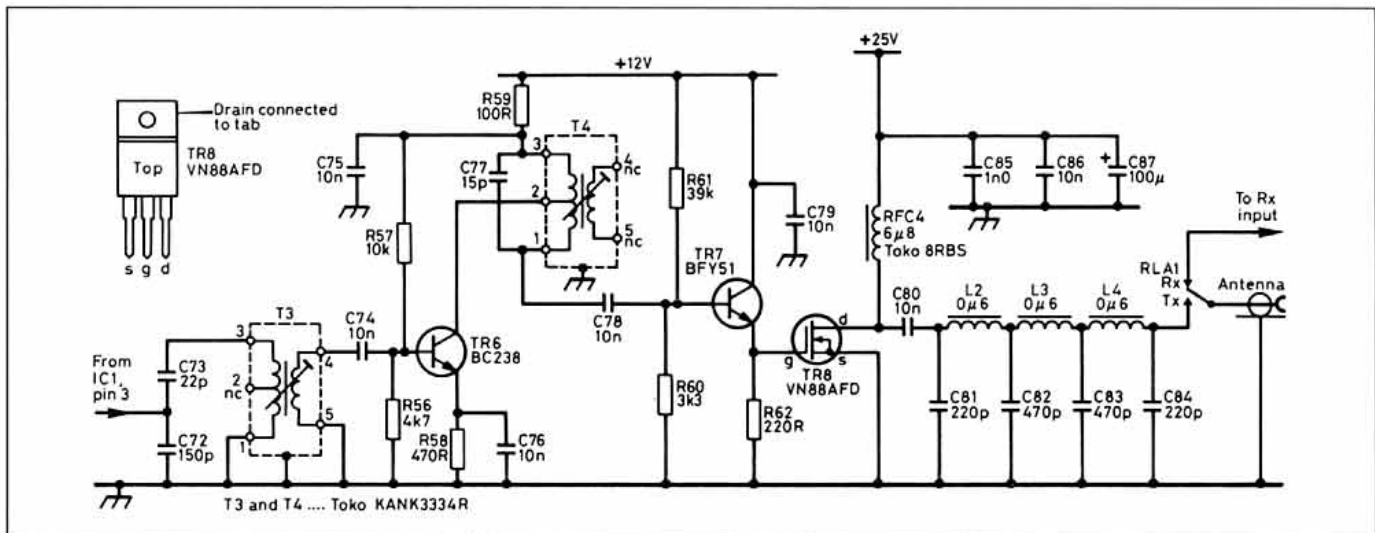 +25V
+12V
Drain connected
to tab
TR8
VN88AFD
Top
s g d
R59
100R
T4
C75
10n
C77
15p
3
2
1
4
nc
5
nc
R61
39k
C79
10n
C85
1n0
C86
10n
+
C87
100µ
R57
10k
RFC4
6µ8
Toko 8RBS
To Rx
input
TR7
BFY51
RLA1
Rx
Tx
Antenna
C80
10n
L2
0µ6
L3
0µ6
L4
0µ6
T3
C74
10n
C78
10n
TR6
BC238
d
g
s
TR8
VN88AFD
From
IC1,
pin 3
C73
22p
3
2
nc
1
4
5
C72
150p
R56
4k7
R58
470R
C76
10n
R60
3k3
R62
220R
C81
220p
C82
470p
C83
470p
C84
220p
T3 and T4 .... Toko KANK3334R